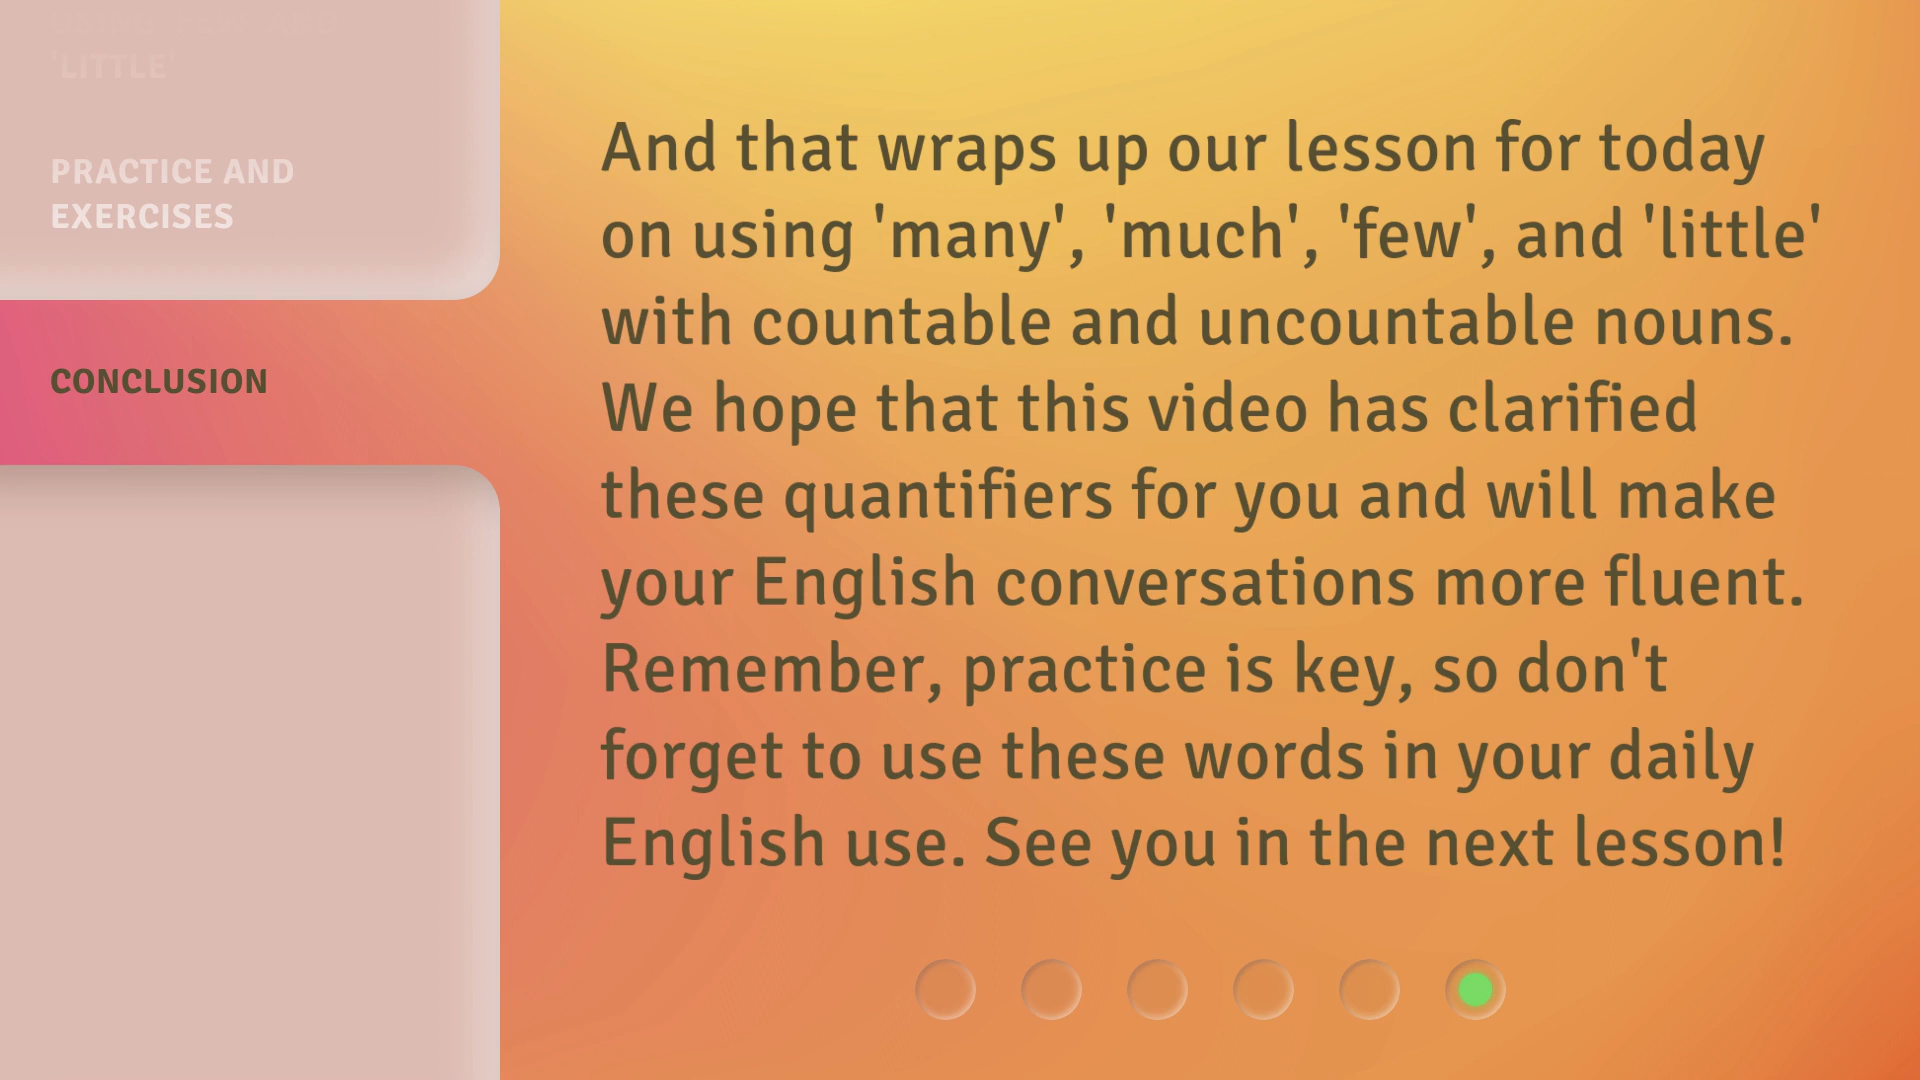 'LITTLE'
PRACTICE AND
EXERCISES
CONCLUSION
And that wraps up our lesson for today
on using 'many', 'much', 'few', and 'little'
with countable and uncountable nouns.
We hope that this video has clarified
these quantifiers for you and will make
your English conversations more fluent.
Remember, practice is key, so don't
forget to use these words in your daily
English use. See you in the next lesson!